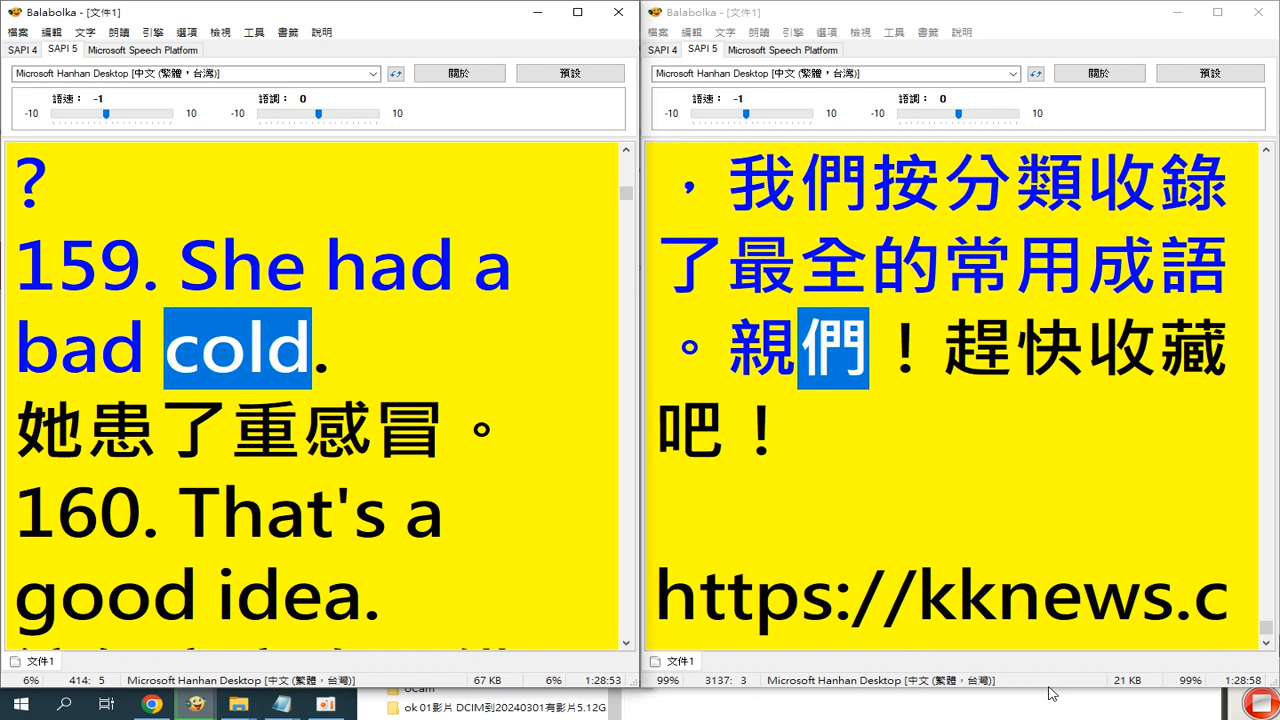 Balabolka - [文件1]
檔案 編輯 文字 朗讀 引擎 選項 檢視 工具 書籤 說明
SAPI 4 SAPI 5 Microsoft Speech Platform
Microsoft Hanhan Desktop [中文 (繁體，台灣)] 關於 預設
語速： -1 語調： 0
-10 10 -10 10
?
159. She had a
bad cold.
她患了重感冒。
160. That's a
good idea.
文件1
6% 414: 5 Microsoft Hanhan Desktop [中文 (繁體，台灣)] 67 KB 6% 1:28:53
Balabolka - [文件1]
檔案 編輯 文字 朗讀 引擎 選項 檢視 工具 書籤 說明
SAPI 4 SAPI 5 Microsoft Speech Platform
Microsoft Hanhan Desktop [中文 (繁體，台灣)] 關於 預設
語速： -1 語調： 0
-10 10 -10 10
，我們按分類收錄
了最全的常用成語
。親們！趕快收藏
吧！
https://kknews.c
文件1
99% 3137: 3 Microsoft Hanhan Desktop [中文 (繁體，台灣)] 21 KB 99% 1:28:58
oCam
ok 01影片 DCIM到20240301有影片5.12G